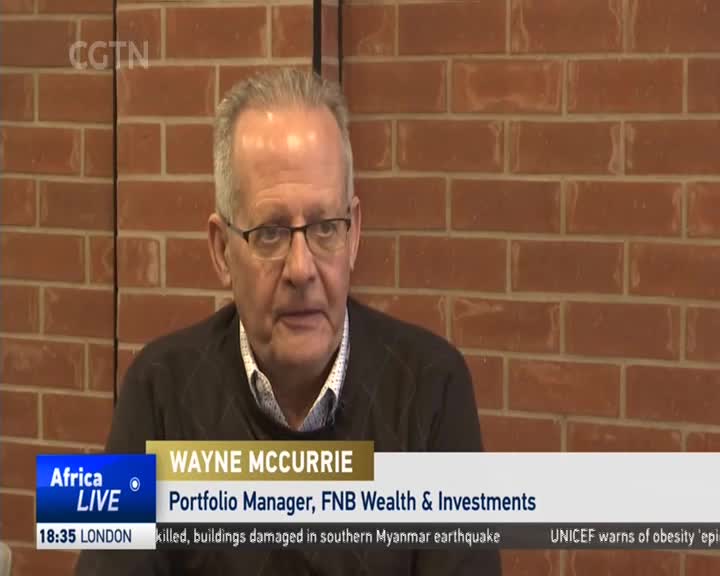 CGTN
WAYNE MCCURRIE
Portfolio Manager, FNB Wealth & Investments
Africa
LIVE
18:35 LONDON
killed, buildings damaged in southern Myanmar earthquake UNICEF warns of obesity 'epi